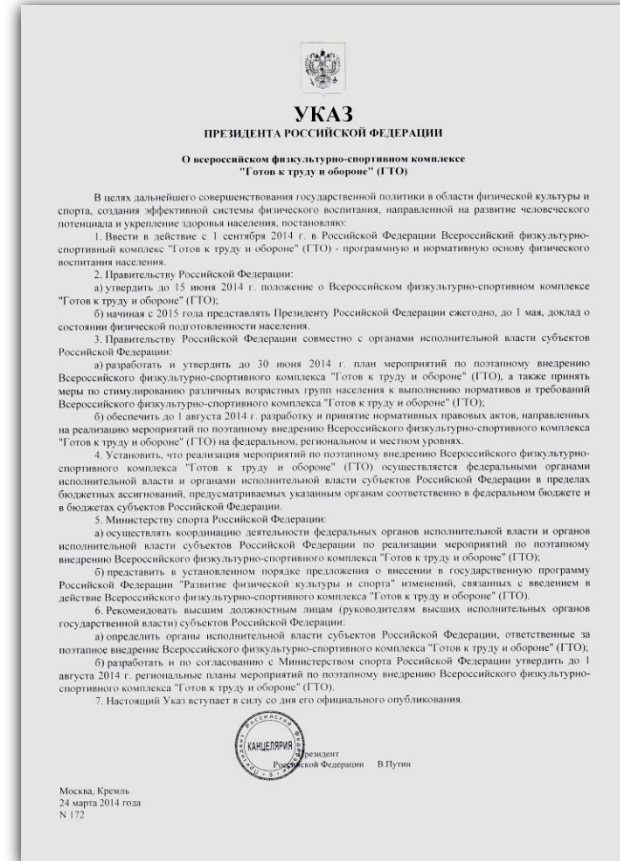 УКАЗ
ПРЕЗИДЕНТА РОССИЙСКОЙ ФЕДЕРАЦИИ
О всероссийском физкультурно-спортивном комплексе
"Готов к труду и обороне" (ГТО)
В целях дальнейшего совершенствования государственной политики в области физической культуры и
спорта, создания эффективной системы физического воспитания, направленной на развитие человеческого
потенциала и укрепление здоровья населения, постановляю:
1. Ввести в действие с 1 сентября 2014 г. в Российской Федерации Всероссийский физкультурно-
спортивный комплекс "Готов к труду и обороне" (ГТО) - программную и нормативную основу физического
воспитания населения.
2. Правительству Российской Федерации:
а) утвердить до 15 июня 2014 г. положение о Всероссийском физкультурно-спортивном комплексе
"Готов к труду и обороне" (ГТО);
б) начиная с 2015 года представлять Президенту Российской Федерации ежегодно, до 1 мая, доклад о
состоянии физической подготовленности населения.
3. Правительству Российской Федерации совместно с органами исполнительной власти субъектов
Российской Федерации:
а) разработать и утвердить до 30 июня 2014 г. план мероприятий по поэтапному внедрению
Всероссийского физкультурно-спортивного комплекса "Готов к труду и обороне" (ГТО), а также принять
меры по стимулированию различных возрастных групп населения к выполнению нормативов и требований
Всероссийского физкультурно-спортивного комплекса "Готов к труду и обороне" (ГТО);
б) обеспечить до 1 августа 2014 г. разработку и принятие нормативных правовых актов, направленных
на реализацию мероприятий по поэтапному внедрению Всероссийского физкультурно-спортивного комплекса
"Готов к труду и обороне" (ГТО) на федеральном, региональном и местном уровнях.
4. Установить, что реализация мероприятий по поэтапному внедрению Всероссийского физкультурно-
спортивного комплекса "Готов к труду и обороне" (ГТО) осуществляется федеральными органами
исполнительной власти и органами исполнительной власти субъектов Российской Федерации в пределах
бюджетных ассигнований, предусматриваемых указанным органам соответственно в федеральном бюджете и
в бюджетах субъектов Российской Федерации.
5. Министерству спорта Российской Федерации:
а) осуществлять координацию деятельности федеральных органов исполнительной власти и органов
исполнительной власти субъектов Российской Федерации по реализации мероприятий по поэтапному
внедрению Всероссийского физкультурно-спортивного комплекса "Готов к труду и обороне" (ГТО);
б) представить в установленном порядке предложения о внесении в государственную программу
Российской Федерации "Развитие физической культуры и спорта" изменений, связанных с введением в
действие Всероссийского физкультурно-спортивного комплекса "Готов к труду и обороне" (ГТО).
6. Рекомендовать высшим должностным лицам (руководителям высших исполнительных органов
государственной власти) субъектов Российской Федерации:
а) определить органы исполнительной власти субъектов Российской Федерации, ответственные за
поэтапное внедрение Всероссийского физкультурно-спортивного комплекса "Готов к труду и обороне" (ГТО);
б) разработать и по согласованию с Министерством спорта Российской Федерации утвердить до 1
августа 2014 г. региональные планы мероприятий по поэтапному внедрению Всероссийского физкультурно-
спортивного комплекса "Готов к труду и обороне" (ГТО).
7. Настоящий Указ вступает в силу со дня его официального опубликования.
КАНЦЕЛЯРИЯ
Президент Российской Федерации
Президент
Российской Федерации В.Путин
Москва, Кремль
24 марта 2014 года
N 172